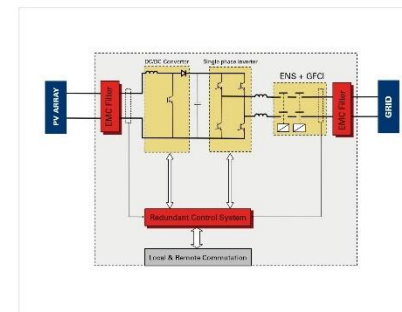 DC/DC Converter
Single phase inverter
ENS + GFCI
PV ARRAY
EMC Filter
EMC Filter
GRID
Redundant Control System
Local & Remote Commutation